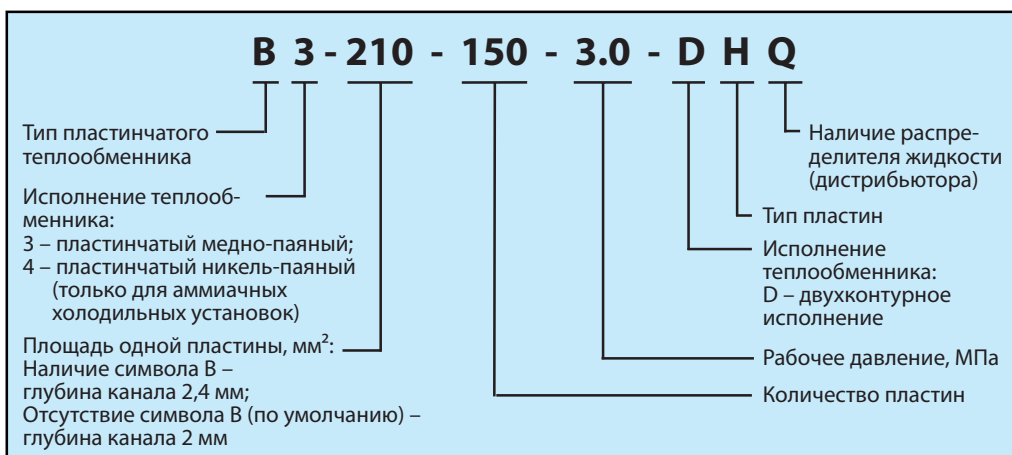 B 3 - 210 - 150 - 3.0 - D H Q
Тип пластинчатого
теплообменника
Исполнение теплооб-
менника:
3 – пластинчатый медно-паяный;
4 – пластинчатый никель-паяный
(только для аммиачных
холодильных установок)
Площадь одной пластины, мм²:
Наличие символа В –
глубина канала 2,4 мм;
Отсутствие символа В (по умолчанию) –
глубина канала 2 мм
Наличие распре-
делителя жидкости
(дистрибьютора)
Тип пластин
Исполнение
теплообменника:
D – двухконтурное
исполнение
Рабочее давление, МПа
Количество пластин